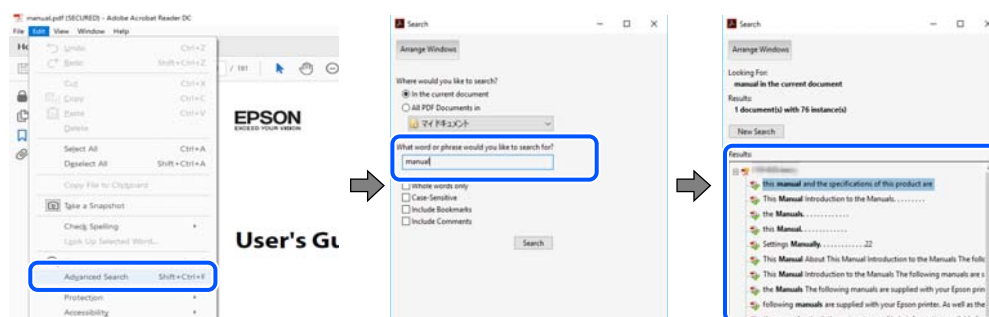 manual.pdf (SECURED) - Adobe Acrobat Reader DC
File Edit View Window Help
Undo Ctrl+Z
Redo Shift+Ctrl+Z
Cut Ctrl+X
Copy Ctrl+C
Paste Ctrl+V
Delete
Select All Ctrl+A
Deselect All Shift+Ctrl+A
Copy File to Clipboard
Take a Snapshot
Check Spelling
Look Up Selected Word...
Advanced Search Shift+Ctrl+F
Protection
Accessibility
/ 181
EPSON
EXCEED YOUR VISION
User's Gu
Search
Arrange Windows
Where would you like to search?
In the current document
All PDF Documents in
マイ ドキュメント
What word or phrase would you like to search for?
manual
Whole words only
Case-Sensitive
Include Bookmarks
Include Comments
Search
Search
Arrange Windows
Looking For:
manual in the current document
Results:
1 document(s) with 76 instance(s)
New Search
Results:
this manual and the specifications of this product are
This Manual Introduction to the Manuals. . . . . . . . .
the Manuals. . . . . . . . . . . . .
this Manual. . . . . . . . . . . . .
Settings Manually. . . . . . . . . . . . .22
This Manual About This Manual Introduction to the Manuals The follo
This Manual Introduction to the Manuals The following manuals are s
the Manuals The following manuals are supplied with your Epson prin
following manuals are supplied with your Epson printer. As well as the